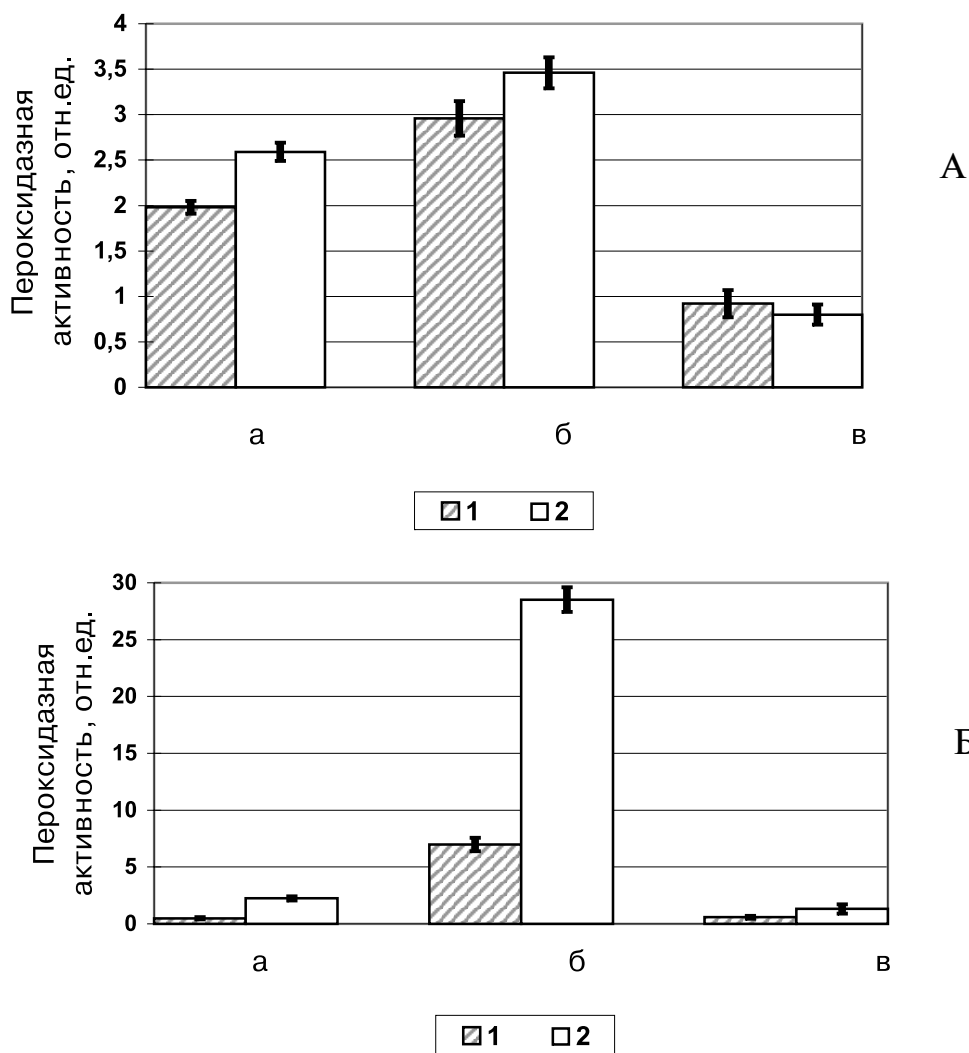 4
3,5
3
2,5
2
1,5
1
0,5
0
Пероксидазная
активность, отн.ед.
А
а б в
1 2
30
25
20
15
10
5
0
Пероксидазная
активность, отн.ед.
Б
а б в
1 2